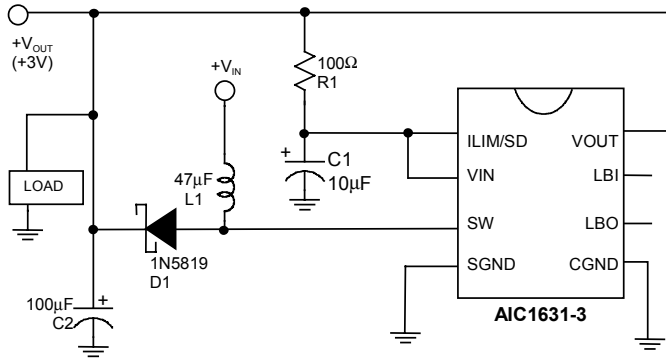 +VOUT
(+3V)
+VIN
100Ω
R1
LOAD
47µF
L1
+
C1
10µF
1N5819
D1
100µF
+
C2
ILIM/SD
VOUT
VIN
LBI
SW
LBO
SGND
CGND
AIC1631-3